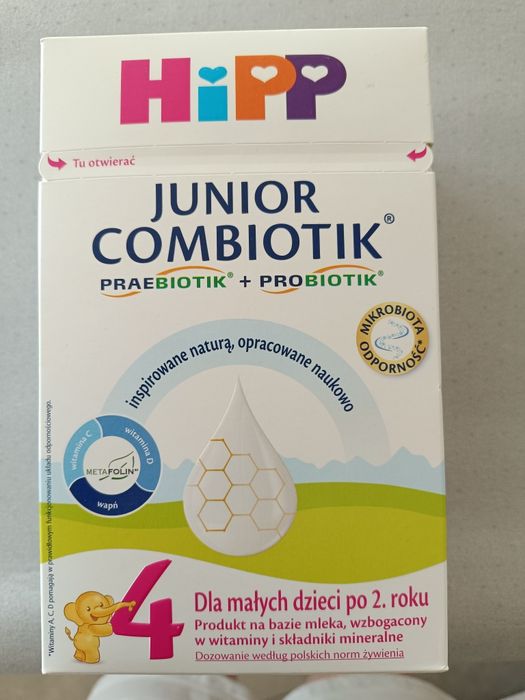 HiPP
Tu otwierać
JUNIOR
COMBIOTIK®
PRAEBIOTIK® + PROBIOTIK®
MIKROBIOTA
ODPORNOŚĆ*
inspirowane naturą, opracowane naukowo
witamina C
witamina D
METAFOLIN
wapń
*Witaminy A, C, D pomagają w prawidłowym funkcjonowaniu układu odpornościowego.
4
Dla małych dzieci po 2. roku
Produkt na bazie mleka, wzbogacony
w witaminy i składniki mineralne
Dozowanie według polskich norm żywienia